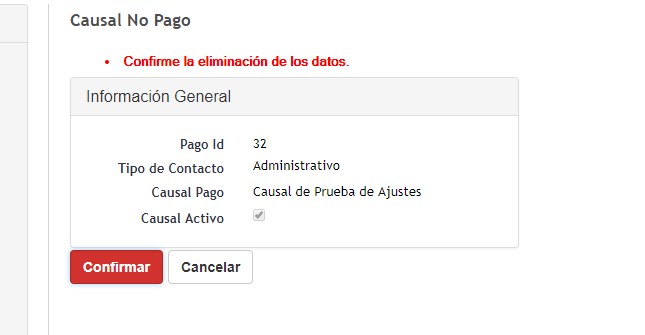 Causal No Pago
Confirme la eliminación de los datos.
Información General
Pago Id 32
Tipo de Contacto Administrativo
Causal Pago Causal de Prueba de Ajustes
Causal Activo
Confirmar Cancelar